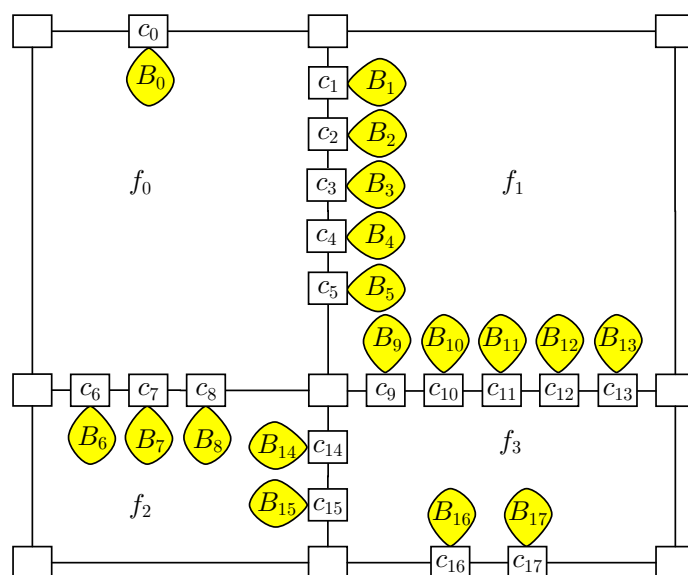 c₀
B₀
c₁ B₁
c₂ B₂
f₀ c₃ B₃ f₁
c₄ B₄
c₅ B₅
B₉ B₁₀ B₁₁ B₁₂ B₁₃
c₆ c₇ c₈ c₉ c₁₀ c₁₁ c₁₂ c₁₃
B₆ B₇ B₈ B₁₄ c₁₄ f₃
f₂ B₁₅ c₁₅ B₁₆ B₁₇
c₁₆ c₁₇